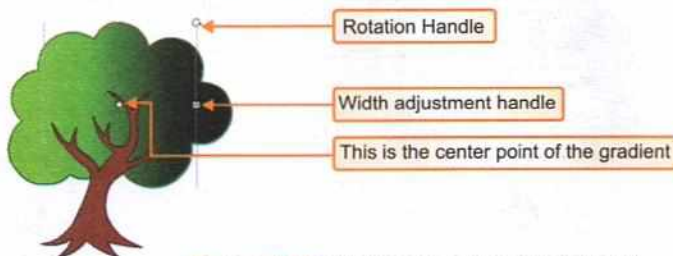 Rotation Handle
Width adjustment handle
This is the center point of the gradient